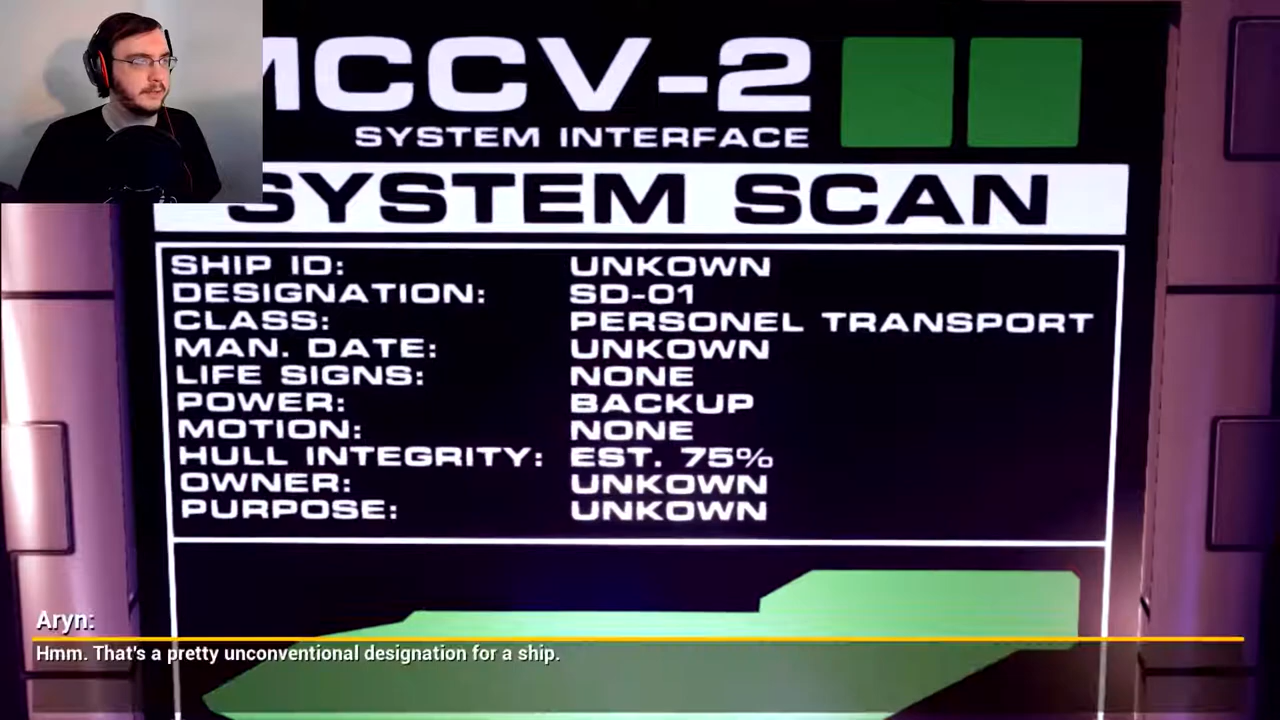 MCCV-2
SYSTEM INTERFACE
SYSTEM SCAN
SHIP ID: UNKOWN
DESIGNATION: SD-01
CLASS: PERSONEL TRANSPORT
MAN. DATE: UNKOWN
LIFE SIGNS: NONE
POWER: BACKUP
MOTION: NONE
HULL INTEGRITY: EST. 75%
OWNER: UNKOWN
PURPOSE: UNKOWN
Aryn:
Hmm. That's a pretty unconventional designation for a ship.